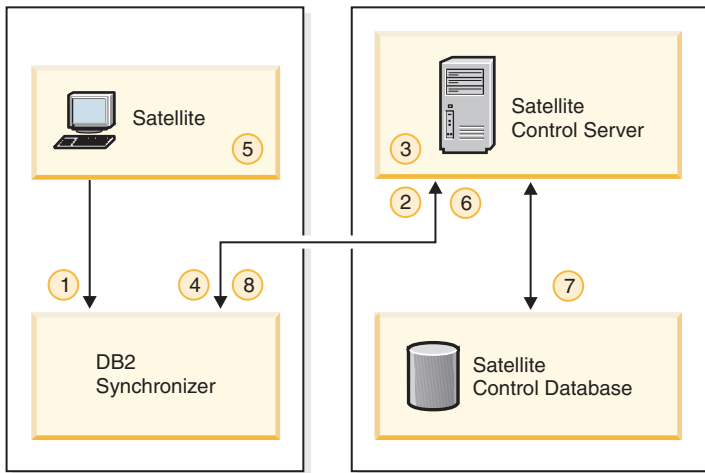 Satellite
5
1
4
8
DB2
Synchronizer
Satellite
Control Server
3
2
6
7
Satellite
Control Database